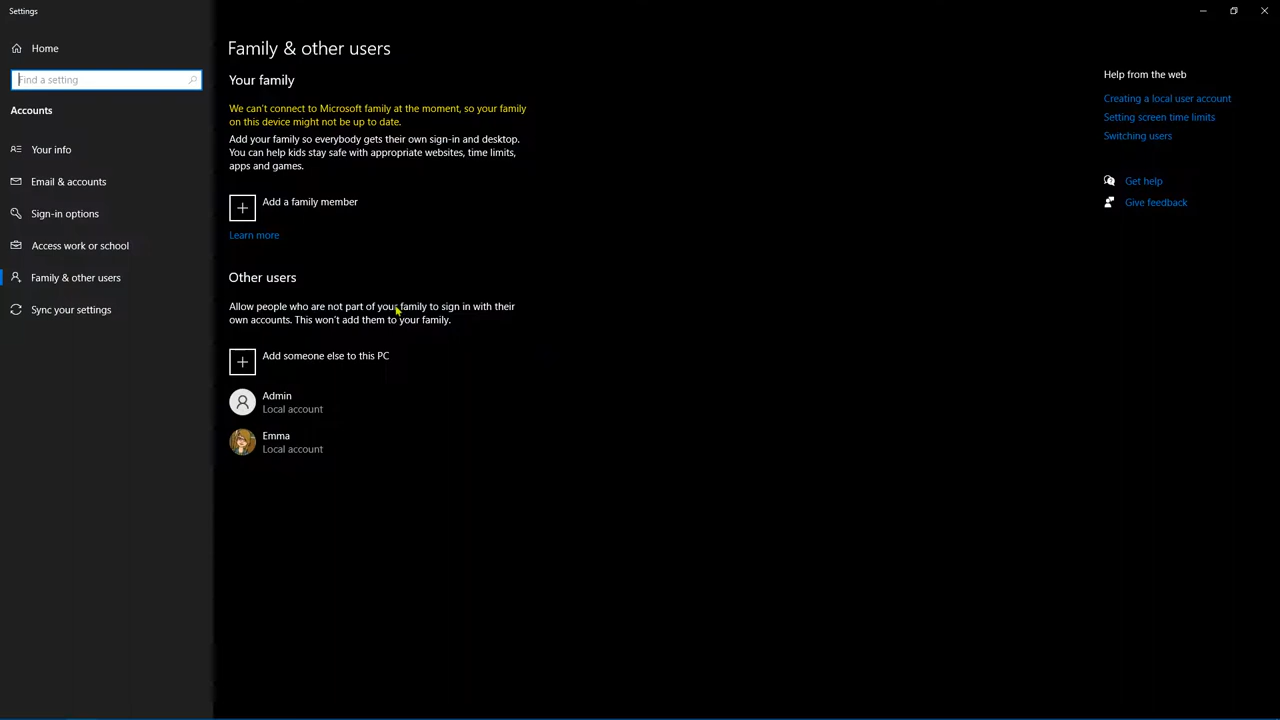 Settings
Home
Find a setting
Accounts
Your info
Email & accounts
Sign-in options
Access work or school
Family & other users
Sync your settings
Family & other users
Your family
We can't connect to Microsoft family at the moment, so your family
on this device might not be up to date.
Add your family so everybody gets their own sign-in and desktop.
You can help kids stay safe with appropriate websites, time limits,
apps and games.
Add a family member
Learn more
Other users
Allow people who are not part of your family to sign in with their
own accounts. This won't add them to your family.
Add someone else to this PC
Admin
Local account
Emma
Local account
Help from the web
Creating a local user account
Setting screen time limits
Switching users
Get help
Give feedback